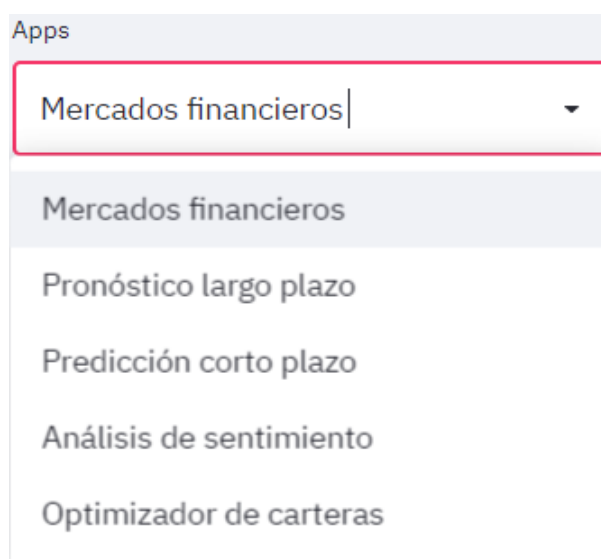 Apps
Mercados financieros
Mercados financieros
Pronóstico largo plazo
Predicción corto plazo
Análisis de sentimiento
Optimizador de carteras